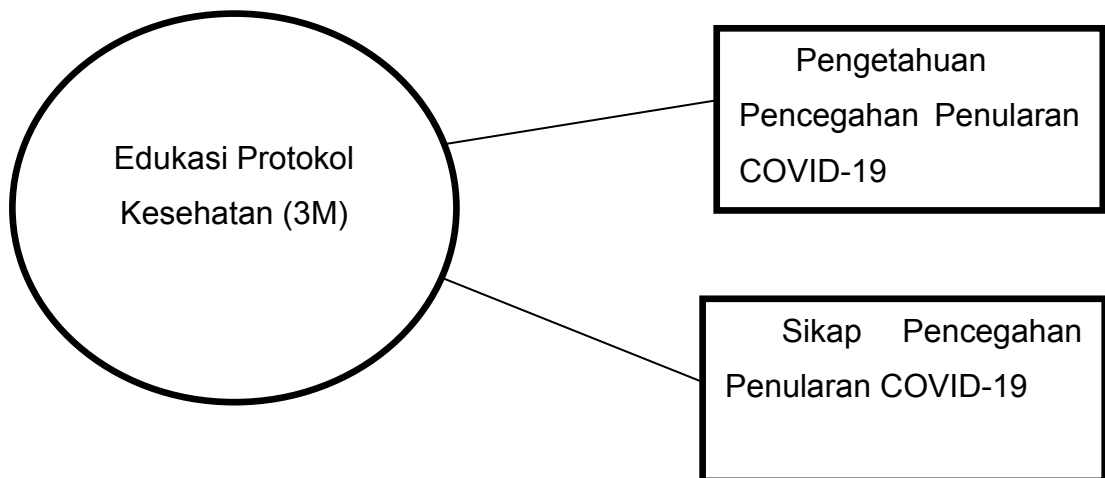 Edukasi Protokol
Kesehatan (3M)
Pengetahuan
Pencegahan Penularan
COVID-19
Sikap Pencegahan
Penularan COVID-19